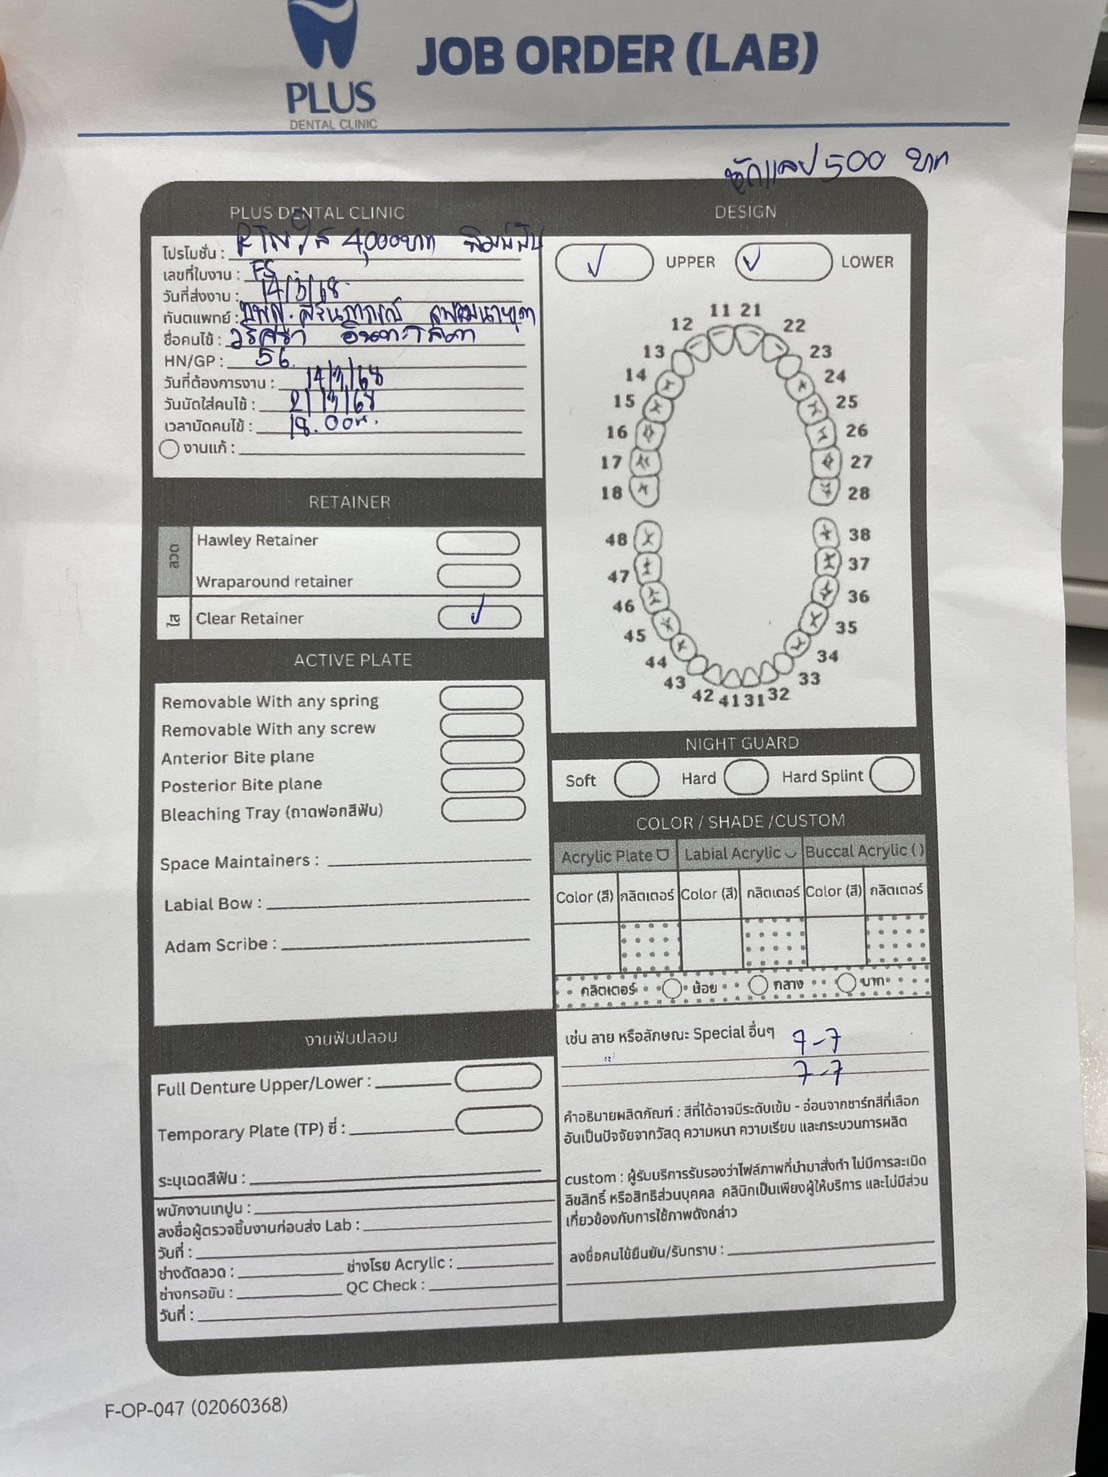 PLUS
DENTAL CLINIC
JOB ORDER (LAB)
หักแลป 500 บาท
PLUS DENTAL CLINIC
โปรโมชั่น : RTNใส 4,000บาท พิมพ์ฟัน
เลขที่ใบงาน : FS
วันที่ส่งงาน : 14/3/68
ทันตแพทย์ : ทพญ.
ชื่อคนไข้ : วริศรา
HN/GP : 56
วันที่ต้องการงาน : 14/3/68
วันนัดใส่คนไข้ : 21/3/68
เวลานัดคนไข้ : 18.00น.
งานแก้ :
DESIGN
UPPER
LOWER
11 21
12 22
13 23
14 24
15 25
16 26
17 27
18 28
48 38
47 37
46 36
45 35
44 34
43 33
42 41 31 32
RETAINER
ลวด
Hawley Retainer
Wraparound retainer
ใส
Clear Retainer
ACTIVE PLATE
Removable With any spring
Removable With any screw
Anterior Bite plane
Posterior Bite plane
Bleaching Tray (ถาดฟอกสีฟัน)
Space Maintainers :
Labial Bow :
Adam Scribe :
NIGHT GUARD
Soft
Hard
Hard Splint
COLOR / SHADE /CUSTOM
Acrylic Plate
Labial Acrylic
Buccal Acrylic ( )
Color (สี) กลิตเตอร์ Color (สี) กลิตเตอร์ Color (สี) กลิตเตอร์
กลิตเตอร์ น้อย กลาง มาก
เช่น ลาย หรือลักษณะ Special อื่นๆ
7-7
7-7
คำอธิบายผลิตภัณฑ์ : สีที่ได้อาจมีระดับเข้ม - อ่อนจากชาร์ทสีที่เลือก
อันเป็นปัจจัยจากวัสดุ ความหนา ความเรียบ และกระบวนการผลิต
custom : ผู้รับบริการรับรองว่าไฟล์ภาพที่นำมาสั่งทำ ไม่มีการละเมิด
ลิขสิทธิ์ หรือสิทธิส่วนบุคคล คลินิกเป็นเพียงผู้ให้บริการ และไม่มีส่วน
เกี่ยวข้องกับการใช้ภาพดังกล่าว
ลงชื่อคนไข้ยืนยัน/รับทราบ :
งานฟันปลอม
Full Denture Upper/Lower :
Temporary Plate (TP) ซี่ :
ระบุเฉดสีฟัน :
พนักงานเทปูน :
ลงชื่อผู้ตรวจชิ้นงานก่อนส่ง Lab :
วันที่ :
ช่างดัดลวด : ช่างโรย Acrylic :
ช่างกรอขัน : QC Check :
วันที่ :
F-OP-047 (02060368)